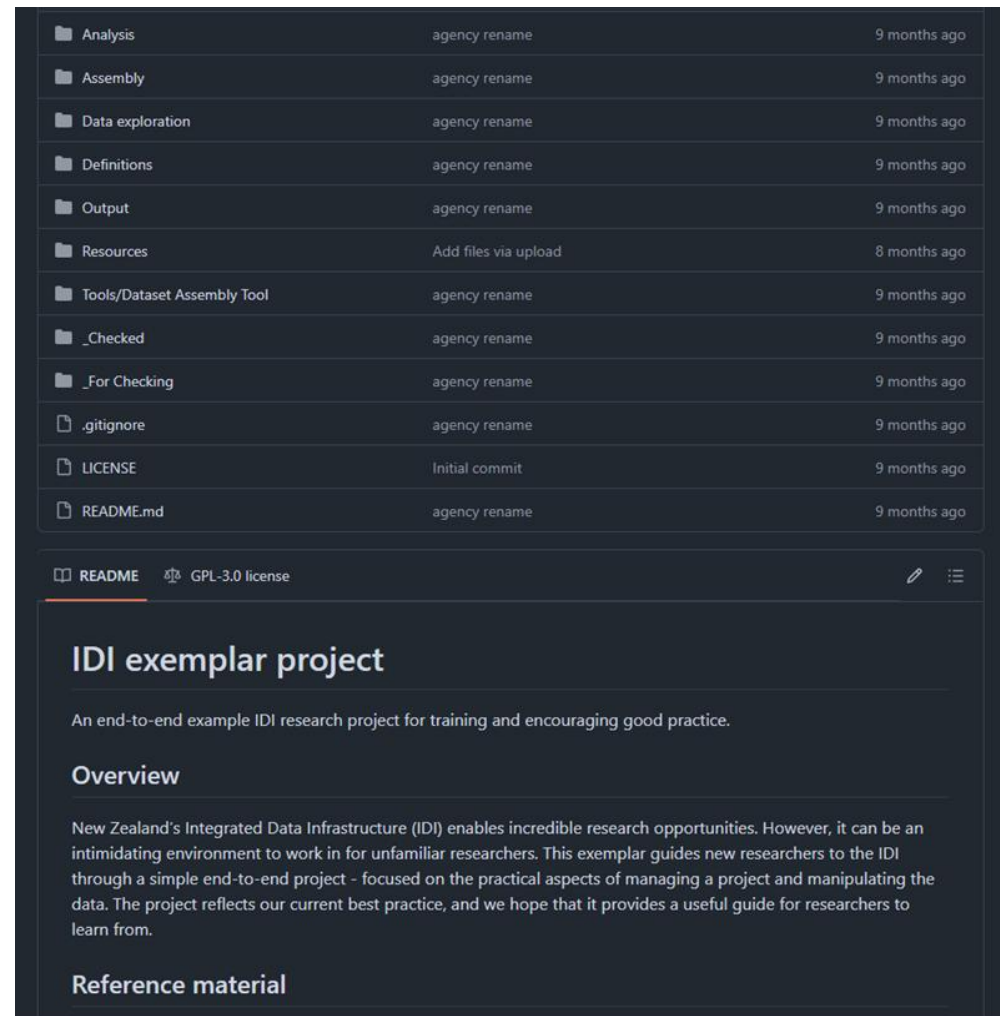 Analysis agency rename 9 months ago
Assembly agency rename 9 months ago
Data exploration agency rename 9 months ago
Definitions agency rename 9 months ago
Output agency rename 9 months ago
Resources Add files via upload 8 months ago
Tools/Dataset Assembly Tool agency rename 9 months ago
_Checked agency rename 9 months ago
_For Checking agency rename 9 months ago
.gitignore agency rename 9 months ago
LICENSE Initial commit 9 months ago
README.md agency rename 9 months ago
README GPL-3.0 license
IDI exemplar project
An end-to-end example IDI research project for training and encouraging good practice.
Overview
New Zealand's Integrated Data Infrastructure (IDI) enables incredible research opportunities. However, it can be an
intimidating environment to work in for unfamiliar researchers. This exemplar guides new researchers to the IDI
through a simple end-to-end project - focused on the practical aspects of managing a project and manipulating the
data. The project reflects our current best practice, and we hope that it provides a useful guide for researchers to
learn from.
Reference material